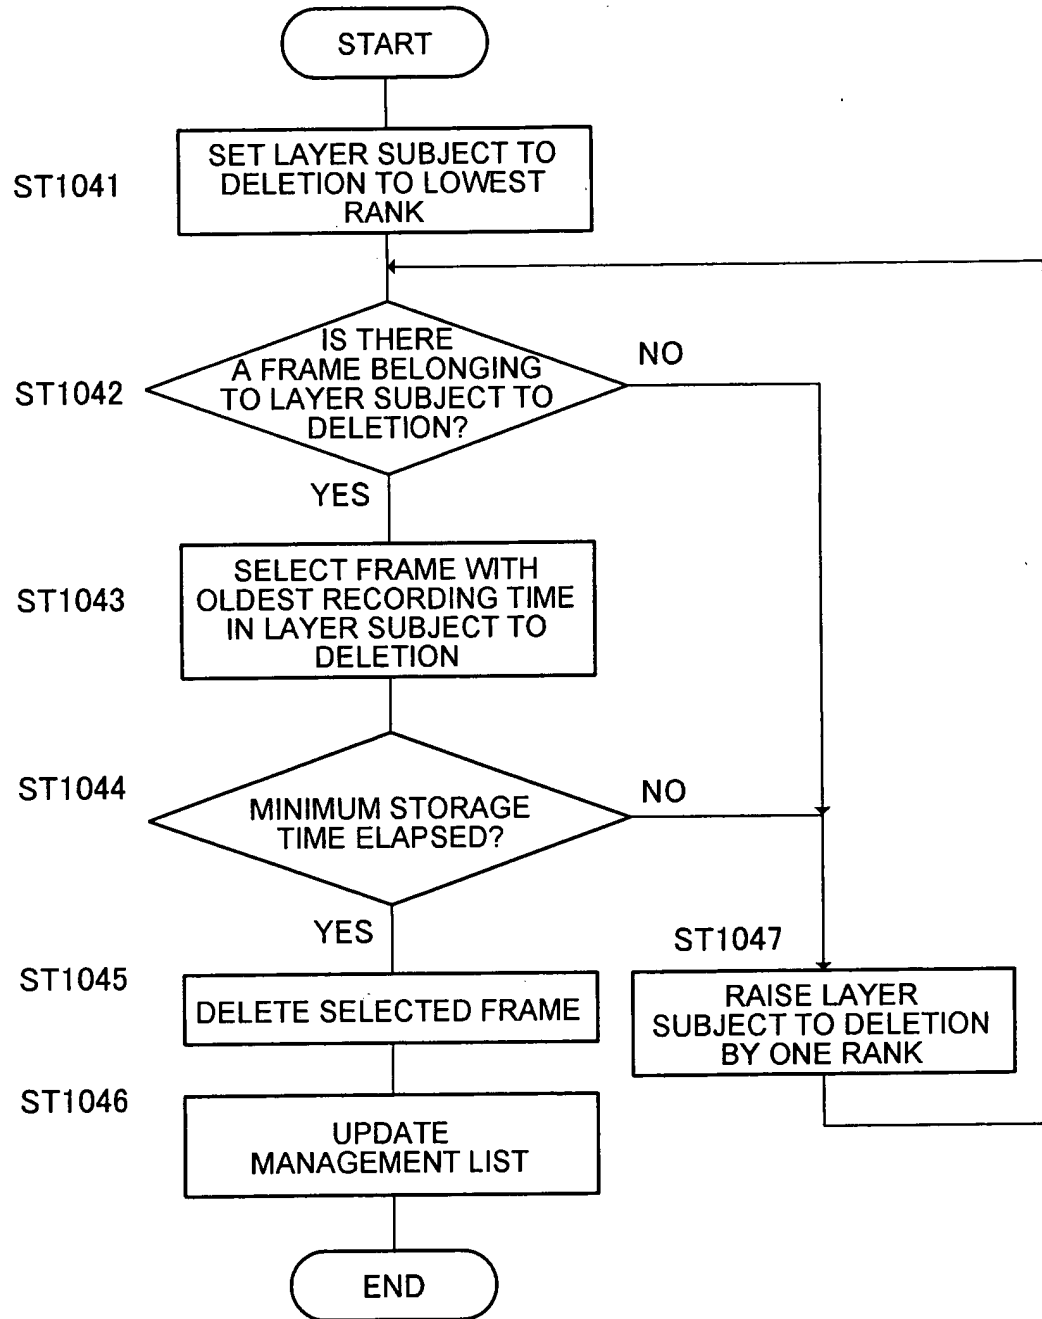 START
ST1041
SET LAYER SUBJECT TO
DELETION TO LOWEST
RANK
ST1042
IS THERE
A FRAME BELONGING
TO LAYER SUBJECT TO
DELETION?
NO
YES
ST1043
SELECT FRAME WITH
OLDEST RECORDING TIME
IN LAYER SUBJECT TO
DELETION
ST1044
MINIMUM STORAGE
TIME ELAPSED?
NO
YES
ST1045
DELETE SELECTED FRAME
ST1047
RAISE LAYER
SUBJECT TO DELETION
BY ONE RANK
ST1046
UPDATE
MANAGEMENT LIST
END